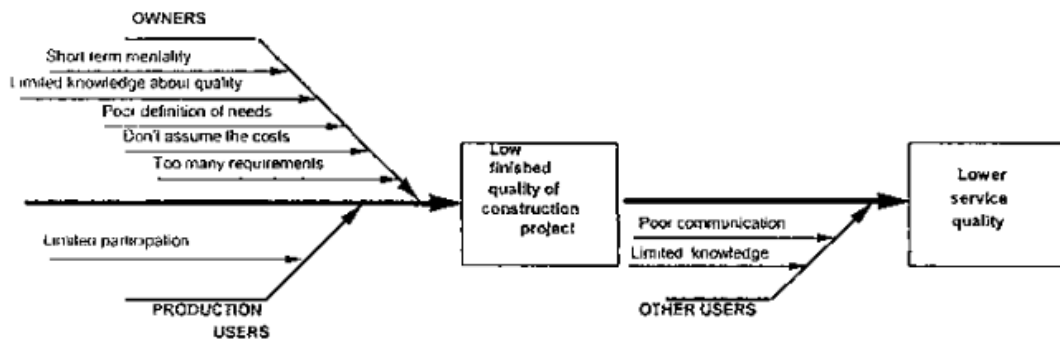 OWNERS
Short term mentality
Limited knowledge about quality
Poor definition of needs
Don't assume the costs
Too many requirements
Low
finished
quality of
construction
project
Lower
service
quality
Limited participation
Poor communication
Limited knowledge
PRODUCTION
USERS
OTHER USERS